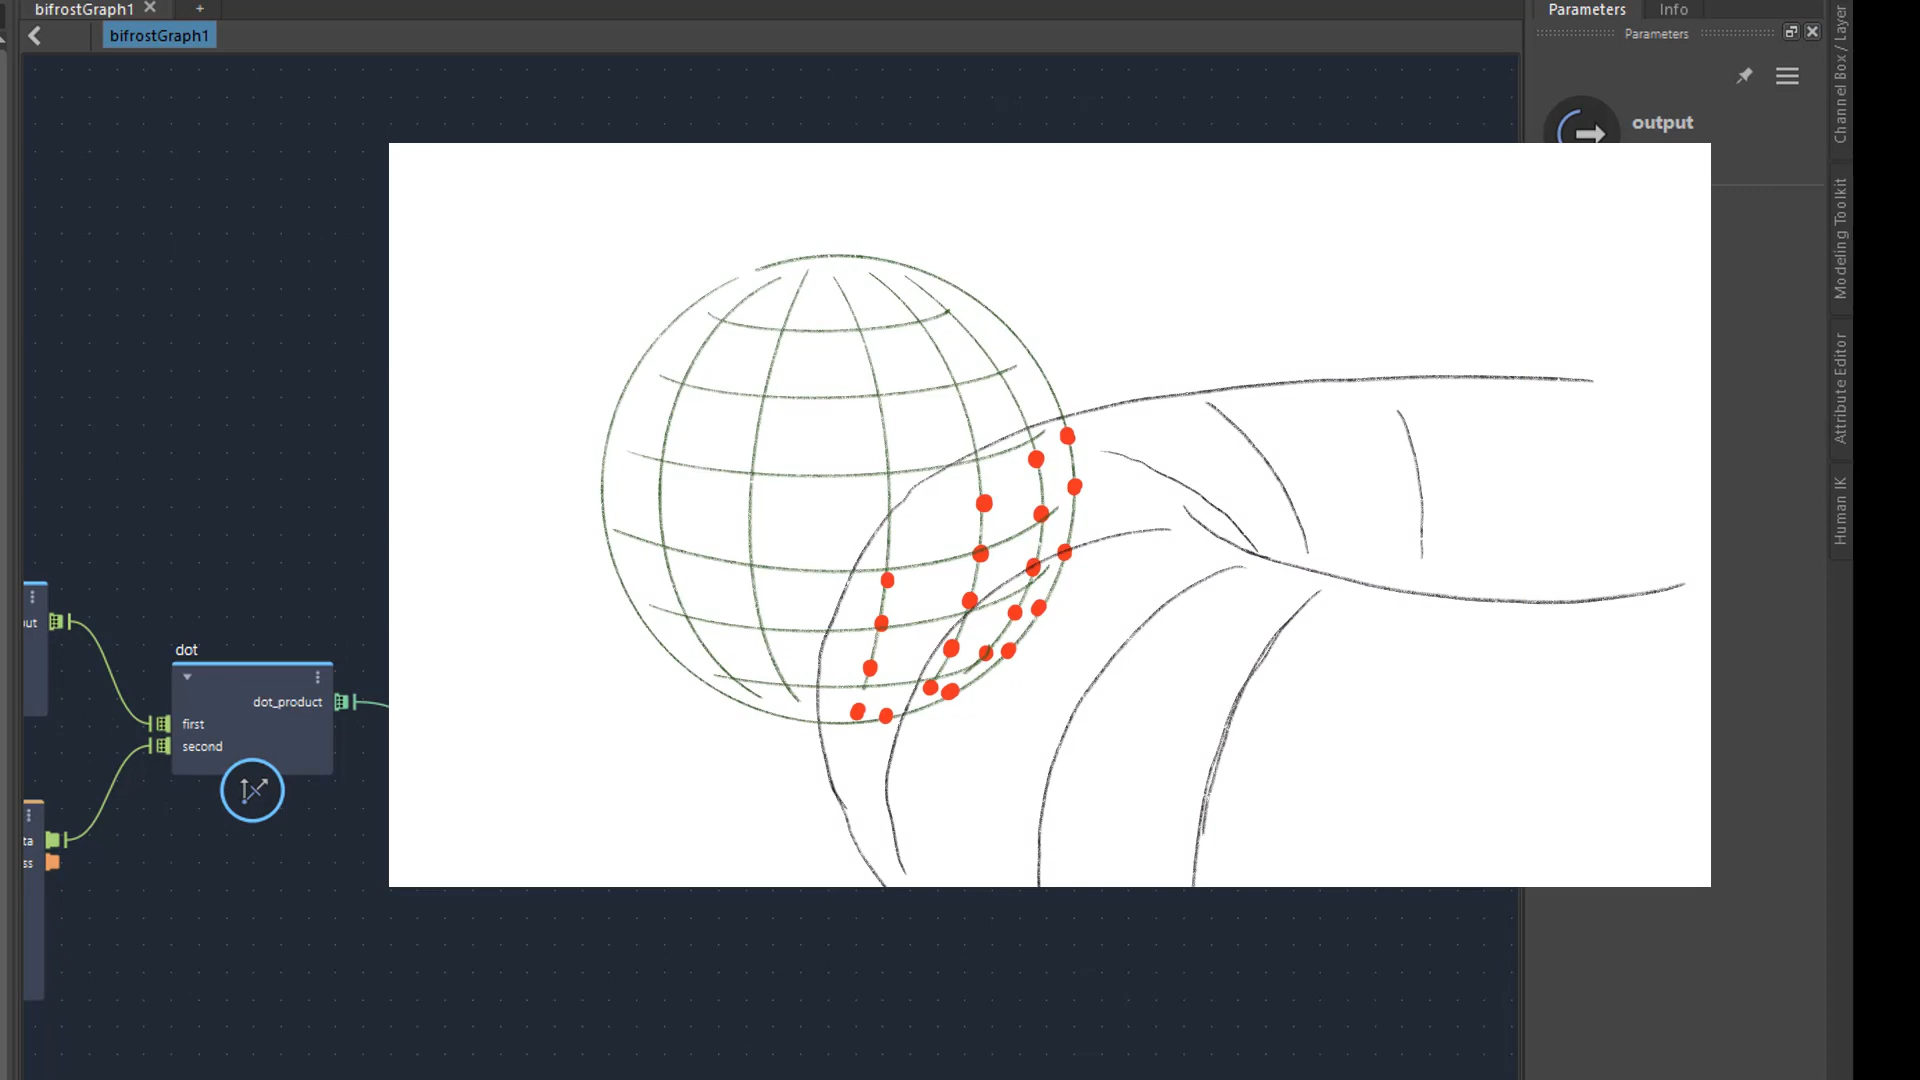 bifrostGraph1
+
bifrostGraph1
Parameters
Info
Parameters
output
Channel Box / Layer
Modeling Toolkit
Attribute Editor
Human IK
ut
dot
dot_product
first
second
ta
ss